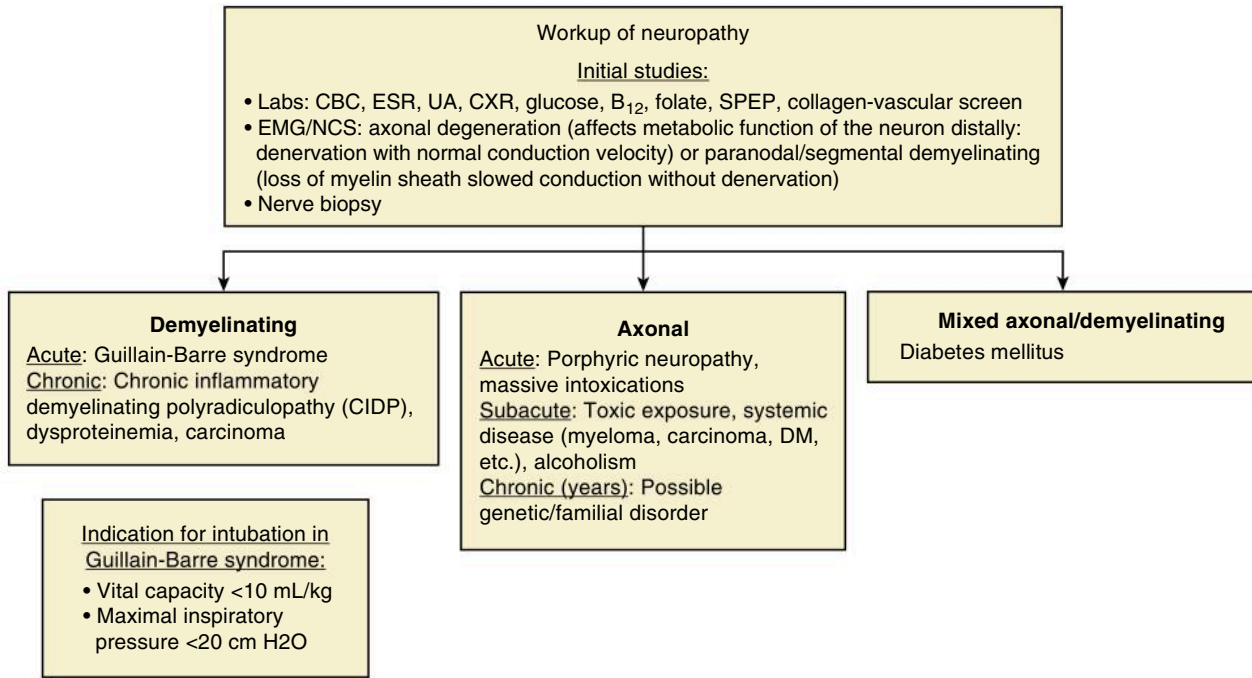 Workup of neuropathy
Initial studies:
• Labs: CBC, ESR, UA, CXR, glucose, B12, folate, SPEP, collagen-vascular screen
• EMG/NCS: axonal degeneration (affects metabolic function of the neuron distally:
denervation with normal conduction velocity) or paranodal/segmental demyelinating
(loss of myelin sheath slowed conduction without denervation)
• Nerve biopsy
Demyelinating
Acute: Guillain-Barre syndrome
Chronic: Chronic inflammatory
demyelinating polyradiculopathy (CIDP),
dysproteinemia, carcinoma
Axonal
Acute: Porphyric neuropathy,
massive intoxications
Subacute: Toxic exposure, systemic
disease (myeloma, carcinoma, DM,
etc.), alcoholism
Chronic (years): Possible
genetic/familial disorder
Mixed axonal/demyelinating
Diabetes mellitus
Indication for intubation in
Guillain-Barre syndrome:
• Vital capacity <10 mL/kg
• Maximal inspiratory
pressure <20 cm H2O